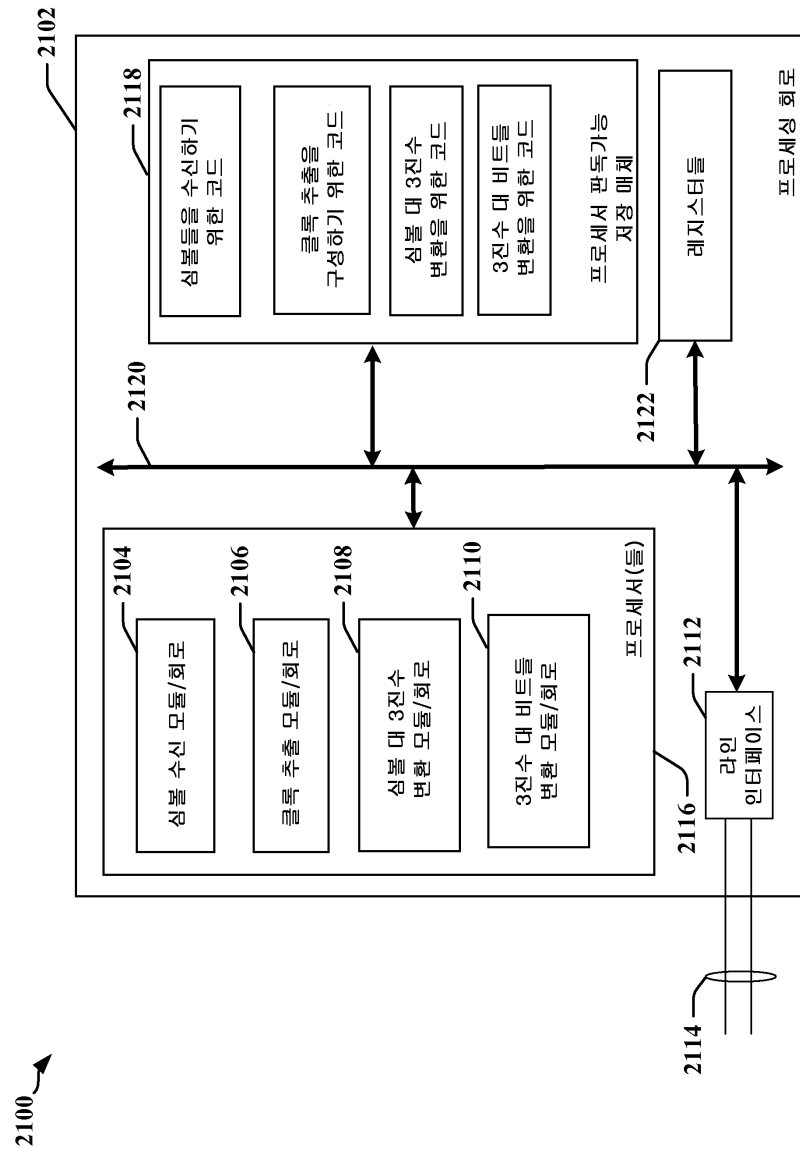 2100
2102
2104
심볼 수신 모듈/회로
2106
클록 추출 모듈/회로
2108
심볼 대 3진수
변환 모듈/회로
2110
3진수 대 비트들
변환 모듈/회로
프로세서(들)
2116
2120
2118
심볼들을 수신하기
위한 코드
클록 추출을
구성하기 위한 코드
심볼 대 3진수
변환을 위한 코드
3진수 대 비트들
변환을 위한 코드
프로세서 판독가능
저장 매체
2122
레지스터들
2112
라인
인터페이스
2114
프로세싱 회로